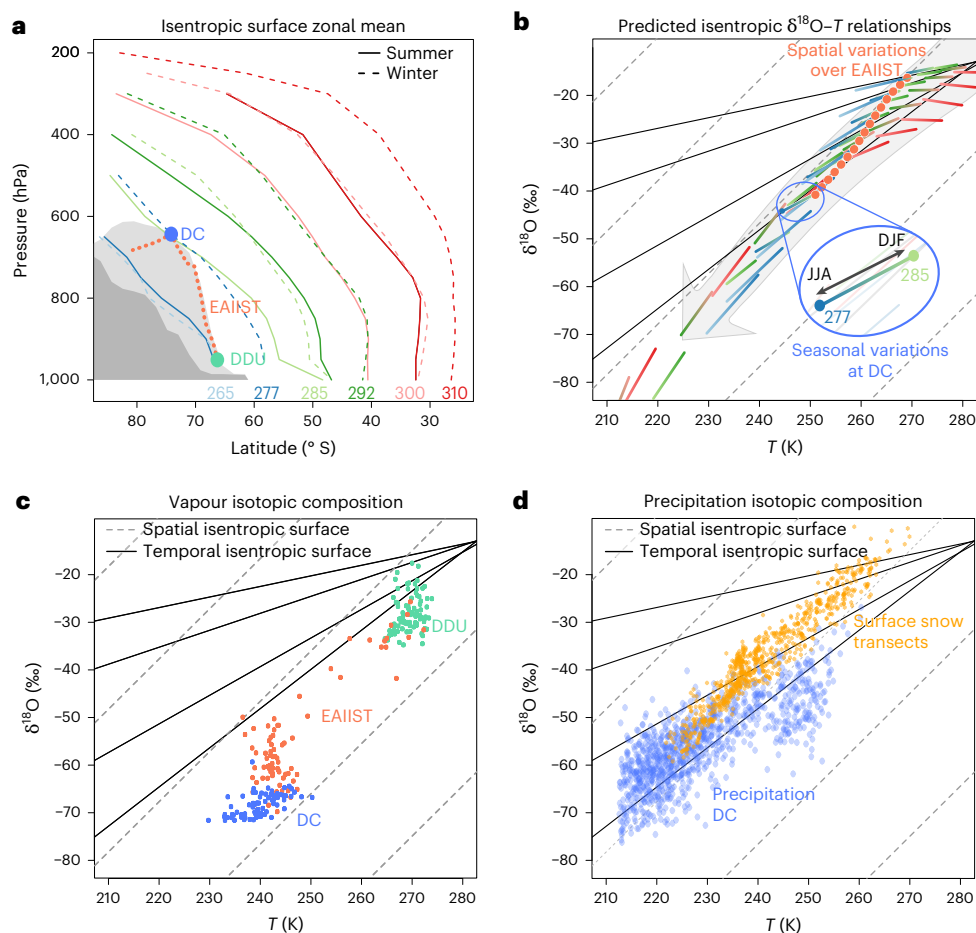 a
Isentropic surface zonal mean
Summer
Winter
200
400
600
800
1,000
Pressure (hPa)
DC
EAIIST
DDU
265
277
285
292
300
310
80
70
60
50
40
30
Latitude (° S)
b
Predicted isentropic δ¹⁸O–T relationships
Spatial variations
over EAIIST
−20
−30
−40
−50
−60
−70
−80
δ¹⁸O (‰)
DJF
JJA
285
277
Seasonal variations
at DC
210
220
230
240
250
260
270
280
T (K)
c
Vapour isotopic composition
Spatial isentropic surface
Temporal isentropic surface
−20
−30
−40
−50
−60
−70
−80
δ¹⁸O (‰)
DDU
EAIIST
DC
210
220
230
240
250
260
270
280
T (K)
d
Precipitation isotopic composition
Spatial isentropic surface
Temporal isentropic surface
−20
−30
−40
−50
−60
−70
−80
δ¹⁸O (‰)
Surface snow
transects
Precipitation
DC
210
220
230
240
250
260
270
280
T (K)